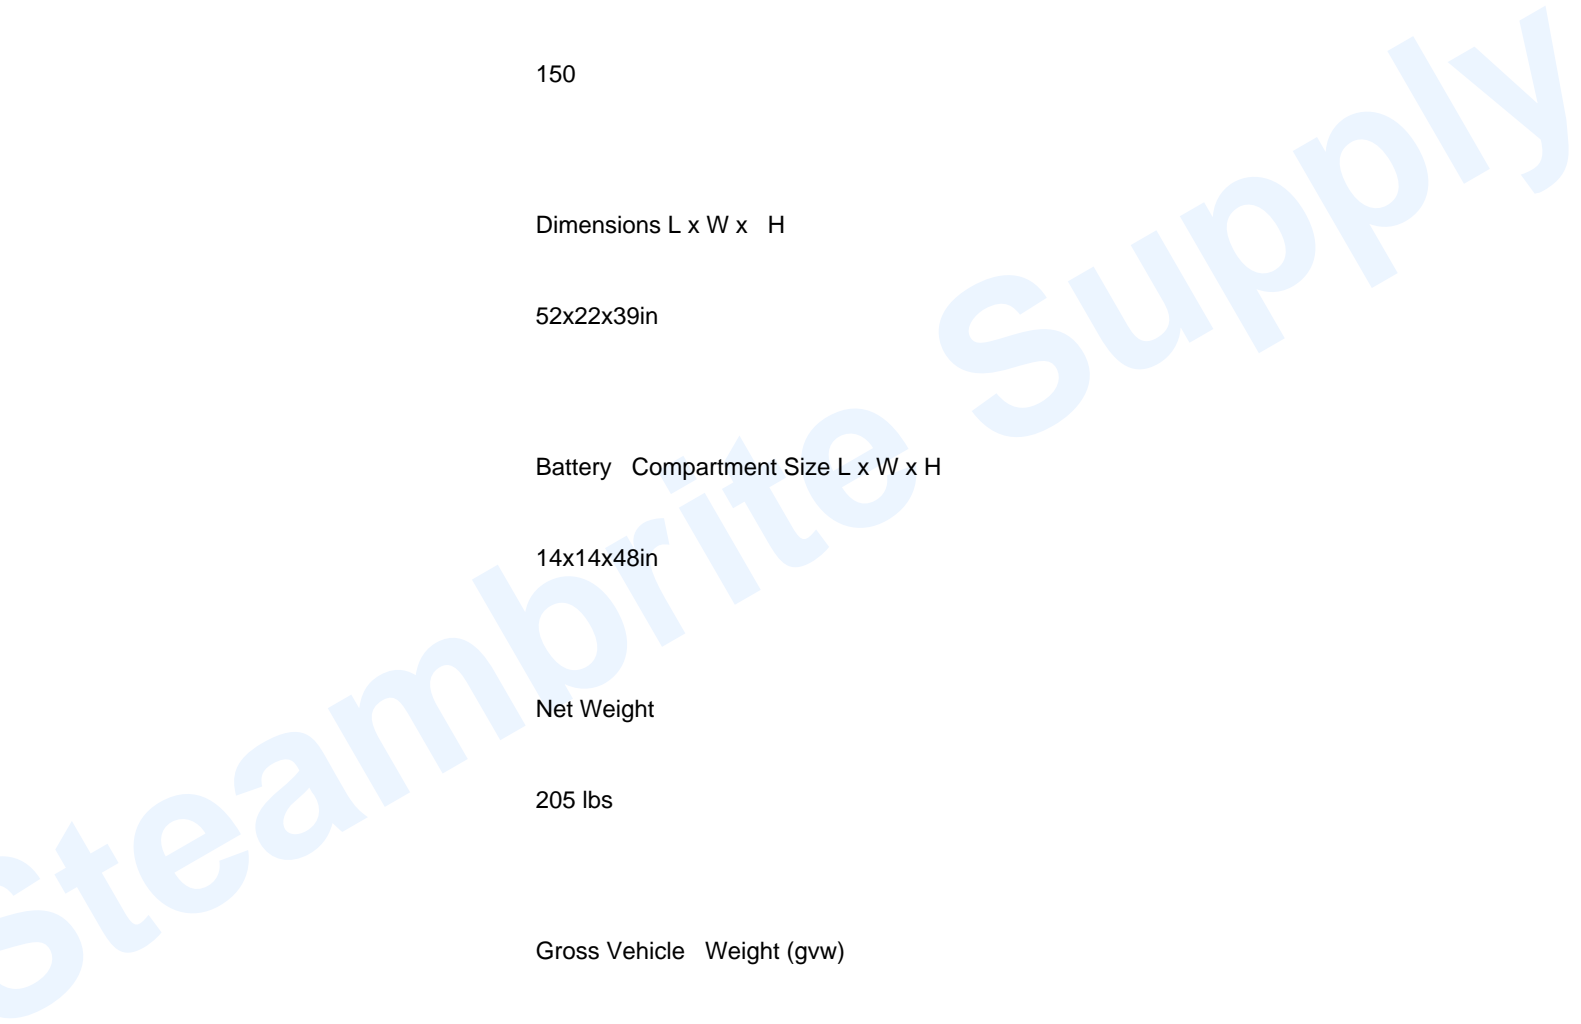 150
Dimensions L x W x   H
52x22x39in
Battery   Compartment Size L x W x H
14x14x48in
Net Weight
205 lbs
Gross Vehicle   Weight (gvw)
Steambrite Supply